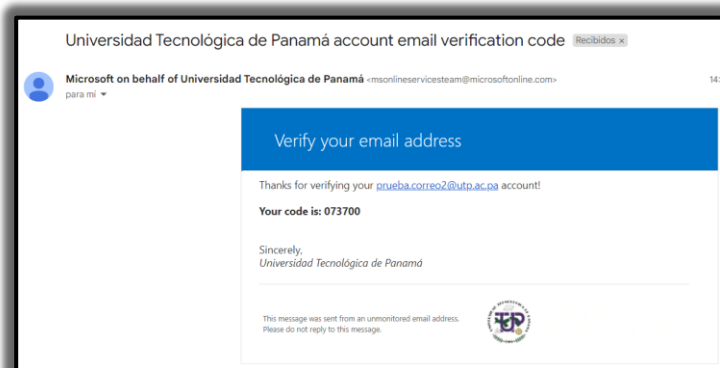 Universidad Tecnológica de Panamá account email verification code Recibidos ×
Microsoft on behalf of Universidad Tecnológica de Panamá <msonlineservicesteam@microsoftonline.com> 14:
para mí
Verify your email address
Thanks for verifying your prueba.correo2@utp.ac.pa account!
Your code is: 073700
Sincerely,
Universidad Tecnológica de Panamá
This message was sent from an unmonitored email address.
Please do not reply to this message.
UTP